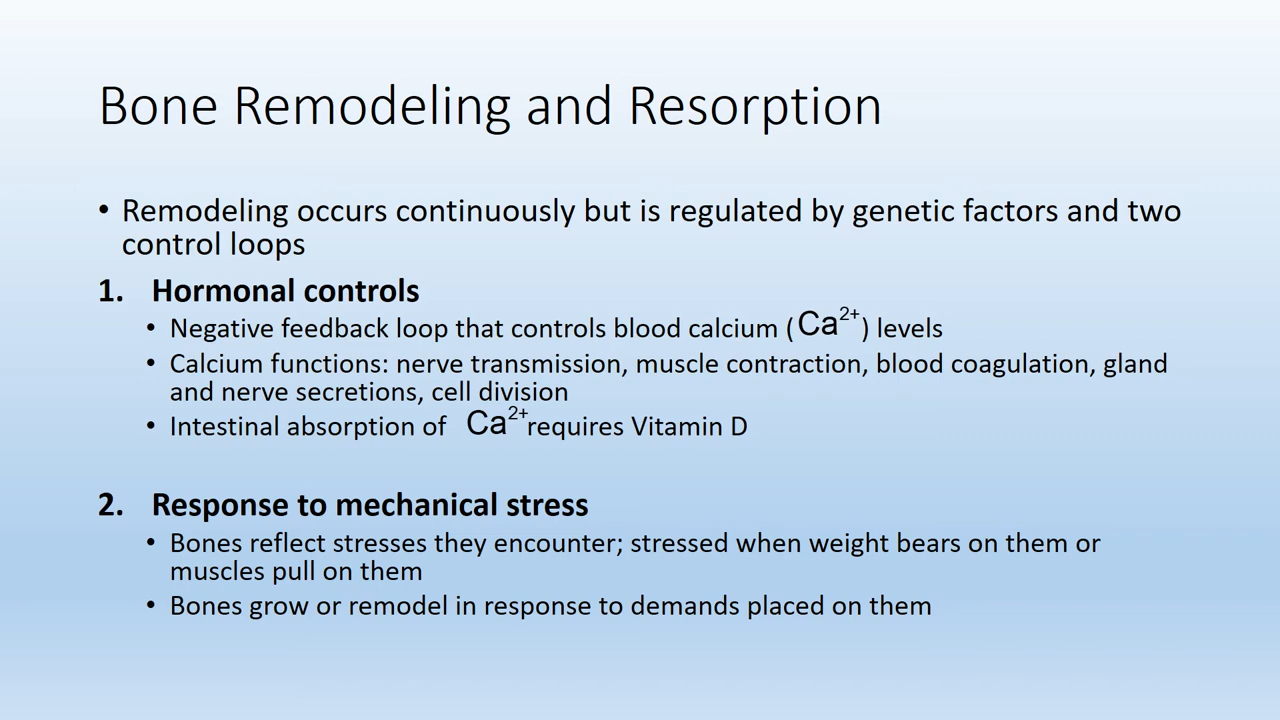 Bone Remodeling and Resorption
• Remodeling occurs continuously but is regulated by genetic factors and two
control loops
1. Hormonal controls
• Negative feedback loop that controls blood calcium (Ca²⁺) levels
• Calcium functions: nerve transmission, muscle contraction, blood coagulation, gland
and nerve secretions, cell division
• Intestinal absorption of Ca²⁺ requires Vitamin D
2. Response to mechanical stress
• Bones reflect stresses they encounter; stressed when weight bears on them or
muscles pull on them
• Bones grow or remodel in response to demands placed on them